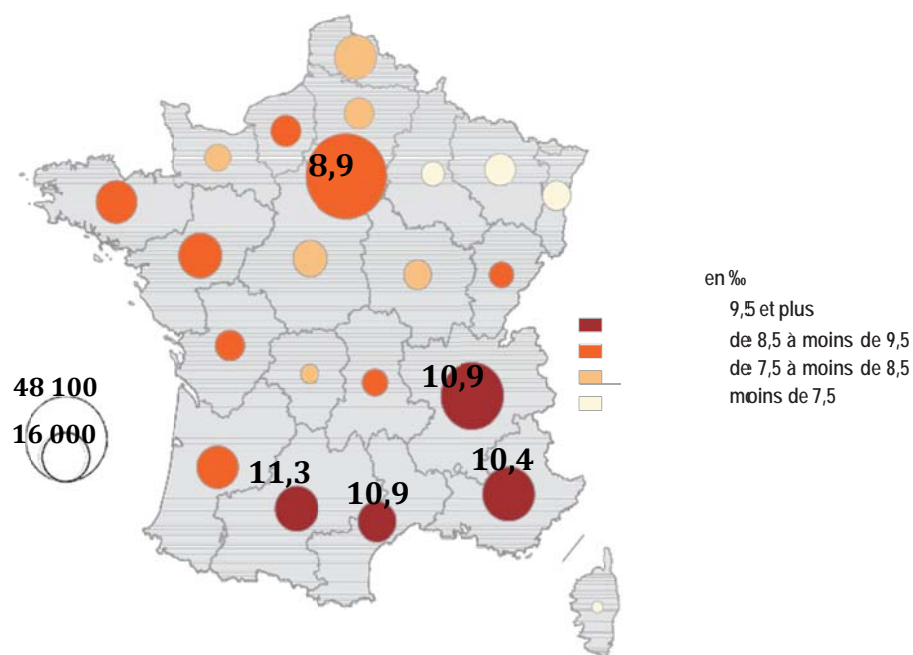 8,9
en ‰
9,5 et plus
de 8,5 à moins de 9,5
de 7,5 à moins de 8,5
moins de 7,5
10,9
48 100
16 000
11,3
10,9
10,4